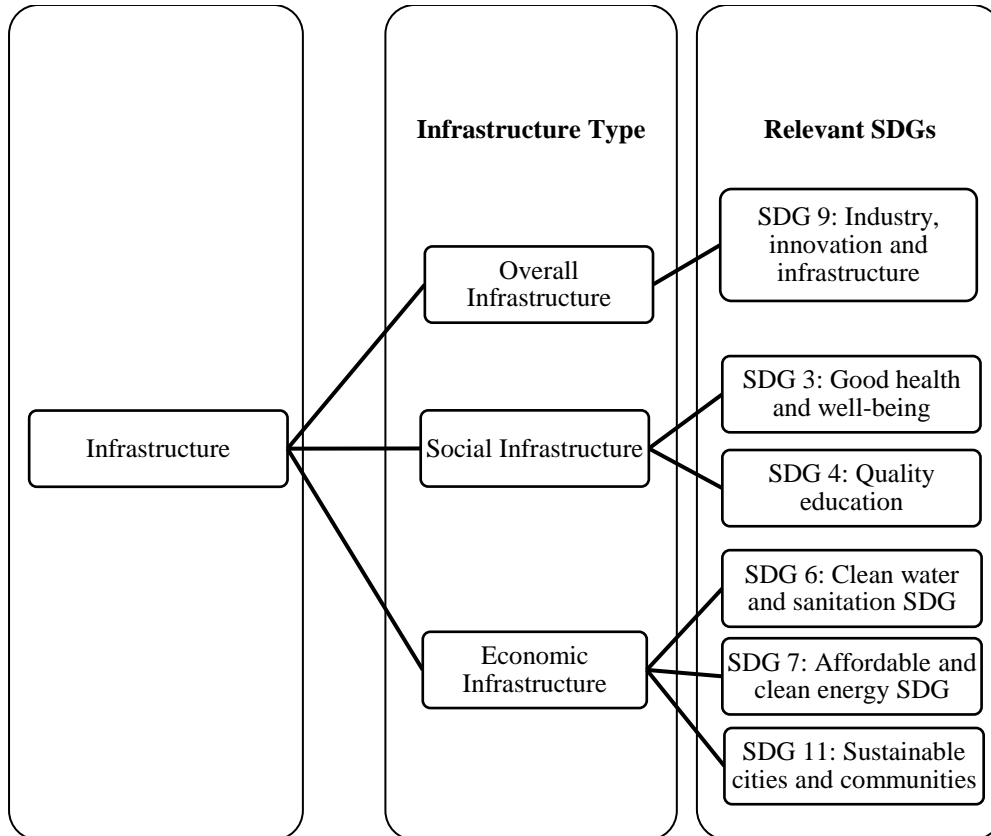 Infrastructure Type
Relevant SDGs
Infrastructure
Overall
Infrastructure
Social Infrastructure
Economic
Infrastructure
SDG 9: Industry,
innovation and
infrastructure
SDG 3: Good health
and well-being
SDG 4: Quality
education
SDG 6: Clean water
and sanitation SDG
SDG 7: Affordable and
clean energy SDG
SDG 11: Sustainable
cities and communities